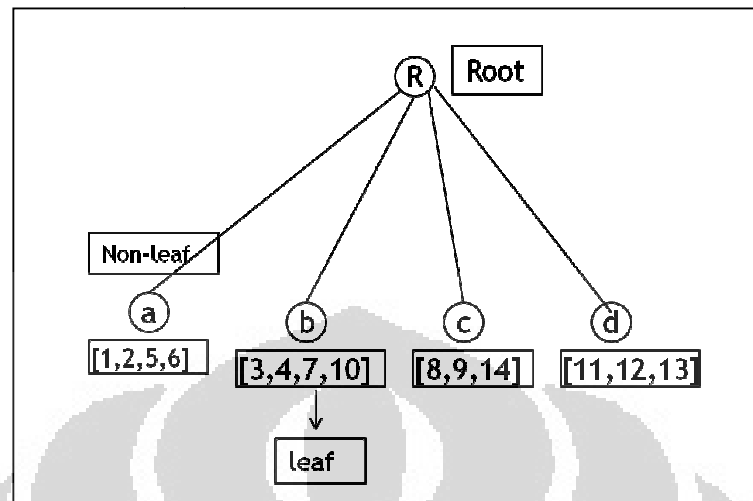 R
Root
Non-leaf
a
b
c
d
[1,2,5,6]
[3,4,7,10]
[8,9,14]
[11,12,13]
leaf